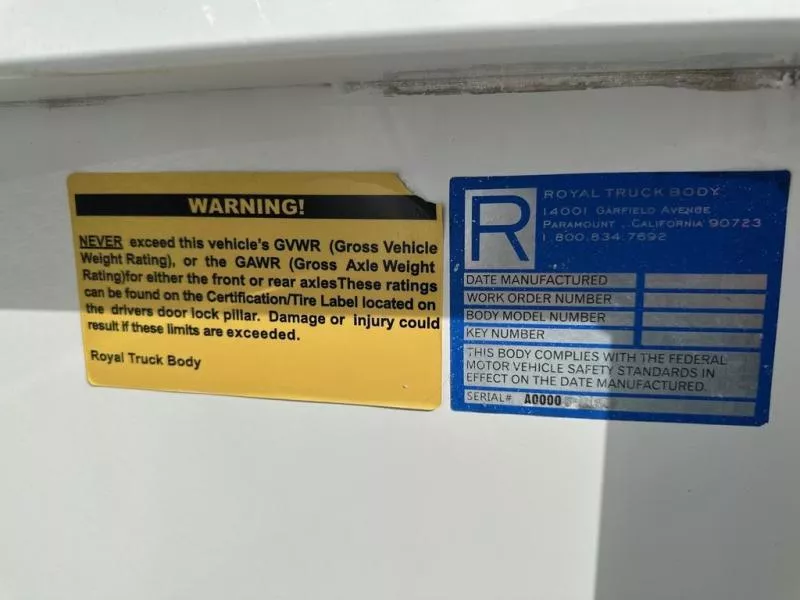 WARNING!
NEVER exceed this vehicle's GVWR (Gross Vehicle
Weight Rating), or the GAWR (Gross Axle Weight
Rating)for either the front or rear axlesThese ratings
can be found on the Certification/Tire Label located on
the drivers door lock pillar. Damage or injury could
result if these limits are exceeded.
Royal Truck Body
R
ROYAL TRUCK BODY
14001 GARFIELD AVENUE
PARAMOUNT, CALIFORNIA 90723
1.800.834.7692
DATE MANUFACTURED
WORK ORDER NUMBER
BODY MODEL NUMBER
KEY NUMBER
THIS BODY COMPLIES WITH THE FEDERAL
MOTOR VEHICLE SAFETY STANDARDS IN
EFFECT ON THE DATE MANUFACTURED.
SERIAL# A0000